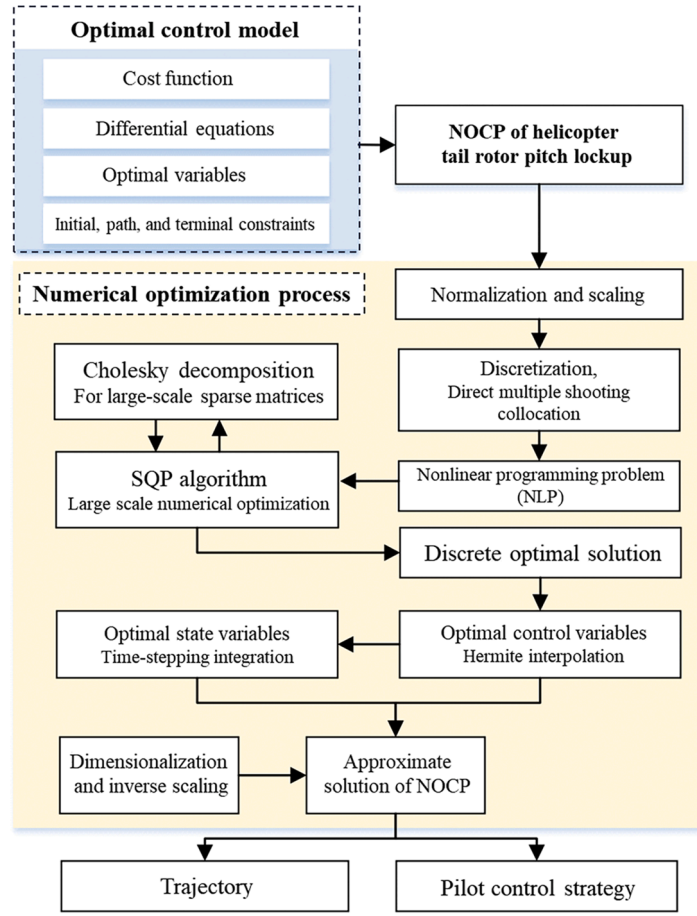 Optimal control model
Cost function
Differential equations
Optimal variables
Initial, path, and terminal constraints
NOCP of helicopter
tail rotor pitch lockup
Numerical optimization process
Normalization and scaling
Cholesky decomposition
For large-scale sparse matrices
Discretization,
Direct multiple shooting
collocation
SQP algorithm
Large scale numerical optimization
Nonlinear programming problem
(NLP)
Discrete optimal solution
Optimal state variables
Time-stepping integration
Optimal control variables
Hermite interpolation
Dimensionalization
and inverse scaling
Approximate
solution of NOCP
Trajectory
Pilot control strategy